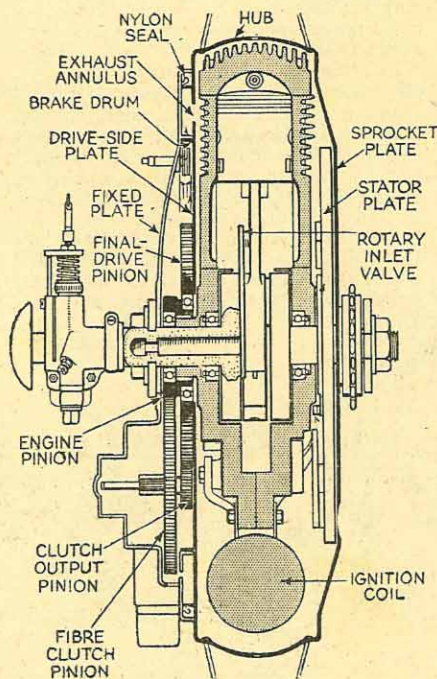 NYLON
SEAL
HUB
EXHAUST
ANNULUS
BRAKE DRUM
DRIVE-SIDE
PLATE
SPROCKET
PLATE
FIXED
PLATE
STATOR
PLATE
FINAL-
DRIVE
PINION
ROTARY
INLET
VALVE
ENGINE
PINION
CLUTCH
OUTPUT
PINION
IGNITION
COIL
FIBRE
CLUTCH
PINION